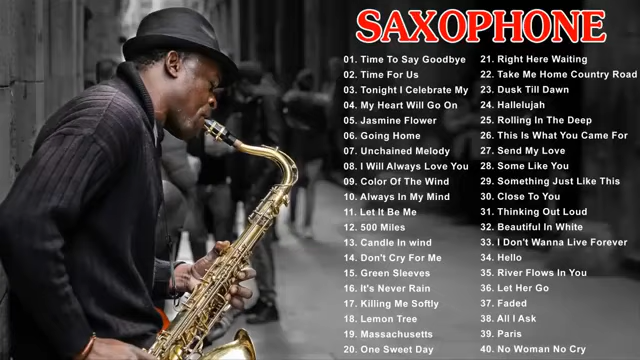 SAXOPHONE
01. Time To Say Goodbye
02. Time For Us
03. Tonight I Celebrate My
04. My Heart Will Go On
05. Jasmine Flower
06. Going Home
07. Unchained Melody
08. I Will Always Love You
09. Color Of The Wind
10. Always In My Mind
11. Let It Be Me
12. 500 Miles
13. Candle In wind
14. Don't Cry For Me
15. Green Sleeves
16. It's Never Rain
17. Killing Me Softly
18. Lemon Tree
19. Massachusetts
20. One Sweet Day
21. Right Here Waiting
22. Take Me Home Country Road
23. Dusk Till Dawn
24. Hallelujah
25. Rolling In The Deep
26. This Is What You Came For
27. Send My Love
28. Some Like You
29. Something Just Like This
30. Close To You
31. Thinking Out Loud
32. Beautiful In White
33. I Don't Wanna Live Forever
34. Hello
35. River Flows In You
36. Let Her Go
37. Faded
38. All I Ask
39. Paris
40. No Woman No Cry